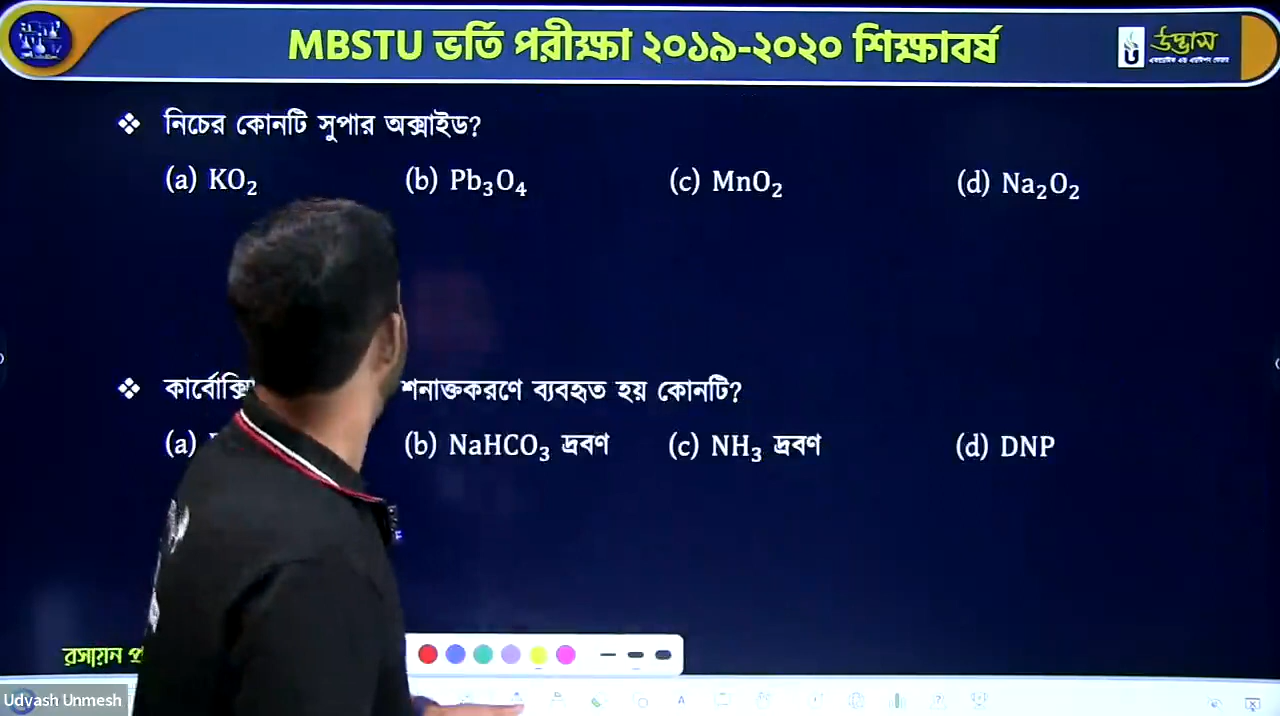 MBSTU ভর্তি পরীক্ষা ২০১৯-২০২০ শিক্ষাবর্ষ
উদ্ভাস
❖ নিচের কোনটি সুপার অক্সাইড?
(a) KO₂ (b) Pb₃O₄ (c) MnO₂ (d) Na₂O₂
❖ শনাক্তকরণে ব্যবহৃত হয় কোনটি?
(a) (b) NaHCO₃ দ্রবণ (c) NH₃ দ্রবণ (d) DNP
রসায়ন
Udvash Unmesh